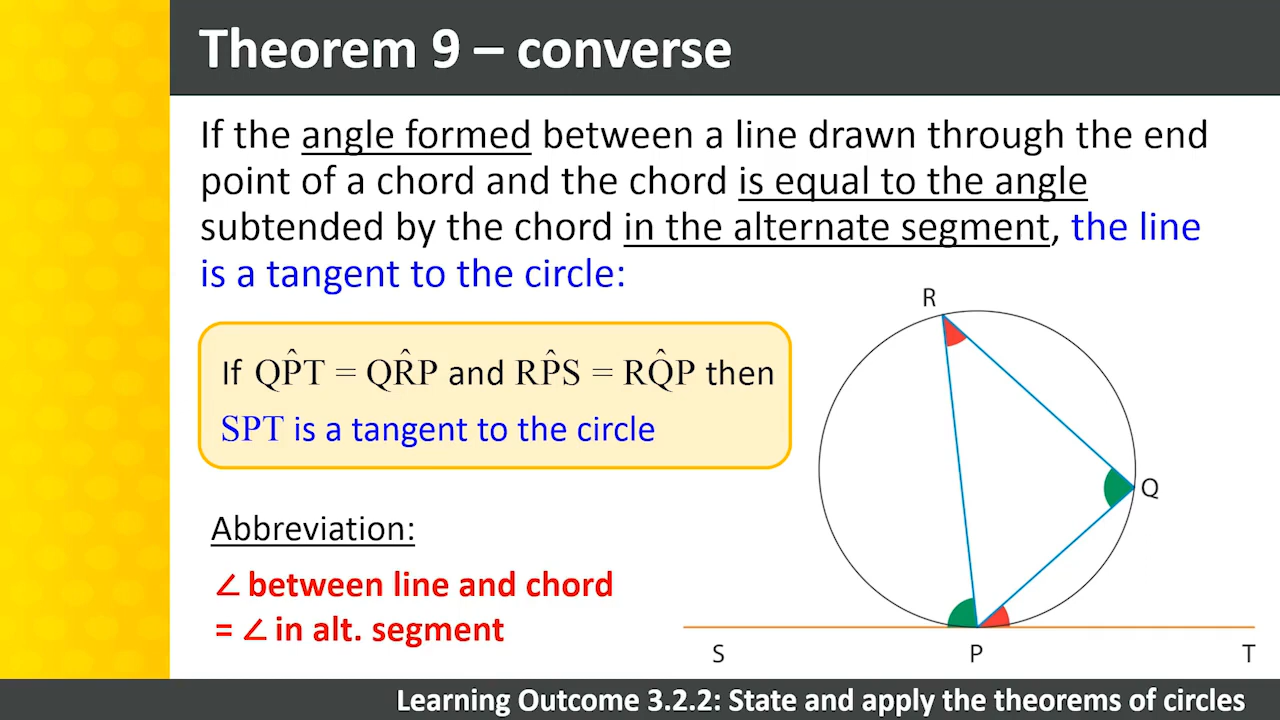 Theorem 9 – converse
If the angle formed between a line drawn through the end
point of a chord and the chord is equal to the angle
subtended by the chord in the alternate segment, the line
is a tangent to the circle:
If QP̂T = QR̂P and RP̂S = RQ̂P then
SPT is a tangent to the circle
Abbreviation:
∠ between line and chord
= ∠ in alt. segment
R
Q
S
P
T
Learning Outcome 3.2.2: State and apply the theorems of circles